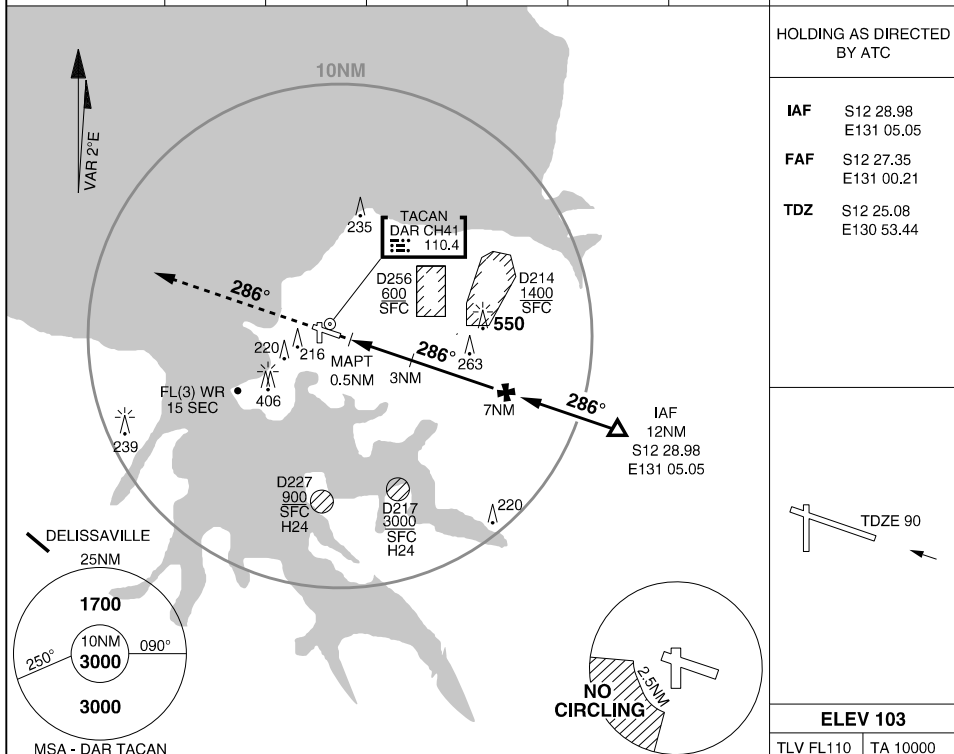 10NM
VAR 2°E
235
TACAN
DAR CH41
110.4
D256
600
SFC
D214
1400
SFC
550
286°
220
216
MAPT
0.5NM
286°
3NM
263
FL(3) WR
15 SEC
406
7NM
286°
IAF
12NM
S12 28.98
E131 05.05
239
D227
900
SFC
H24
D217
3000
SFC
H24
220
DELISSAVILLE
25NM
1700
10NM
3000
250°
090°
3000
MSA - DAR TACAN
NO
CIRCLING
2.5NM
HOLDING AS DIRECTED
BY ATC
IAF S12 28.98
E131 05.05
FAF S12 27.35
E131 00.21
TDZ S12 25.08
E130 53.44
TDZE 90
ELEV 103
TLV FL110 TA 10000